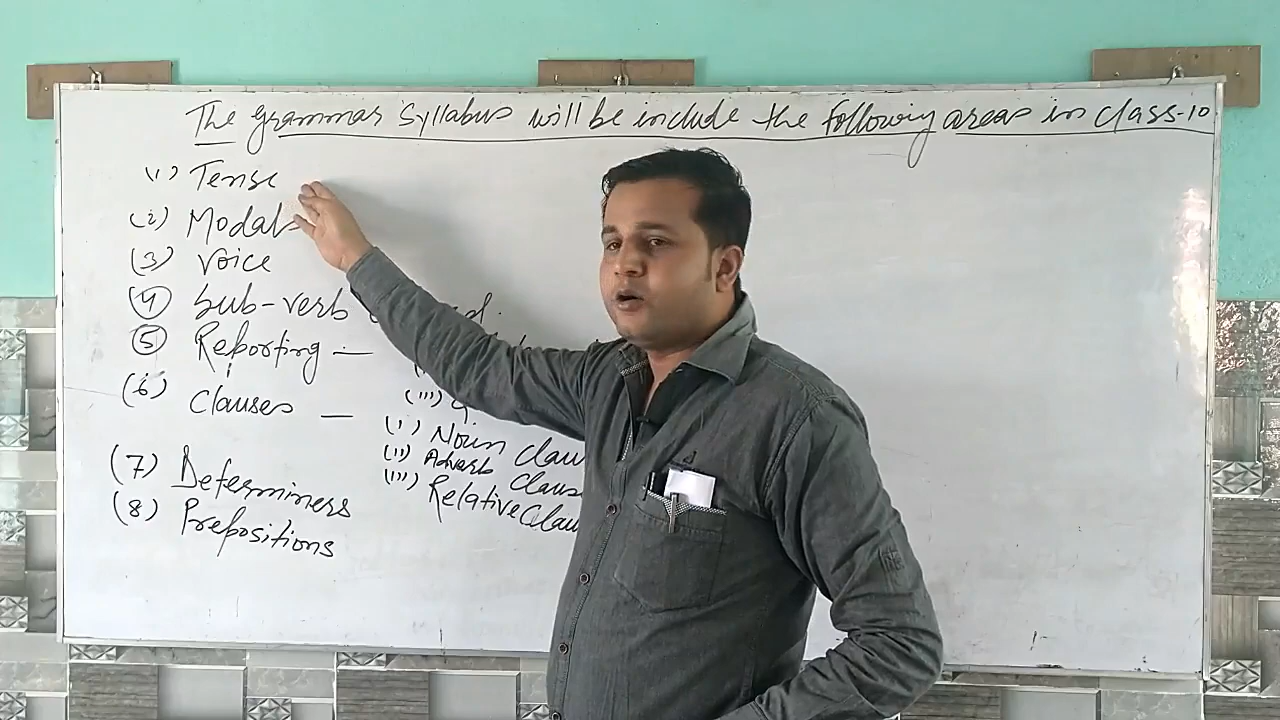 The grammar Syllabus will be include the following areas in class-10
(1) Tense
(2) Modals
(3) Voice
(4) Sub-verb
(5) Reporting —
(iii)
(6) Clauses —
(i) Noun Clau
(ii) Adverb Clause
(iii) Relative Clau
(7) Determiners
(8) Prepositions